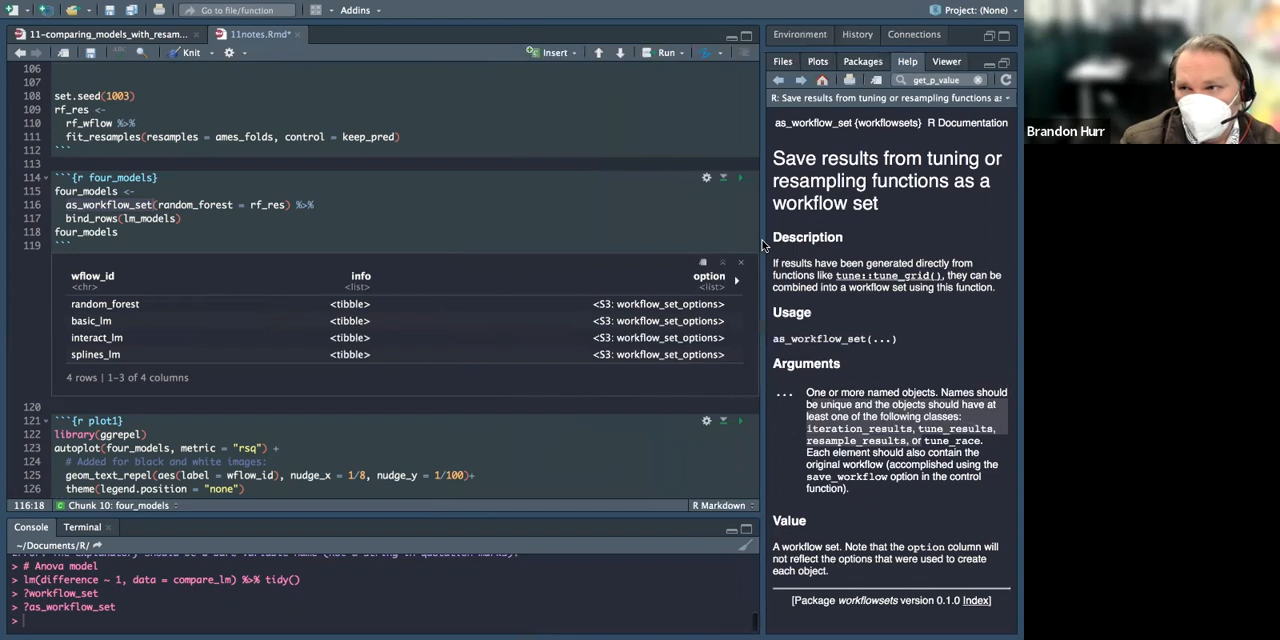 Go to file/function
Addins
Project: (None)
11-comparing_models_with_resam...
11notes.Rmd*
Knit
Insert
Run
106
107
108 set.seed(1003)
109 rf_res <-
110 rf_wflow %>%
111 fit_resamples(resamples = ames_folds, control = keep_pred)
112 ```
113
114 ```{r four_models}
115 four_models <-
116 as_workflow_set(random_forest = rf_res) %>%
117 bind_rows(lm_models)
118 four_models
119 ```
wflow_id info option
<chr> <list> <list>
random_forest <tibble> <S3: workflow_set_options>
basic_lm <tibble> <S3: workflow_set_options>
interact_lm <tibble> <S3: workflow_set_options>
splines_lm <tibble> <S3: workflow_set_options>
4 rows | 1-3 of 4 columns
120
121 ```{r plot1}
122 library(ggrepel)
123 autoplot(four_models, metric = "rsq") +
124 # Added for black and white images:
125 geom_text_repel(aes(label = wflow_id), nudge_x = 1/8, nudge_y = 1/100)+
126 theme(legend.position = "none")
116:18 Chunk 10: four_models R Markdown
Console Terminal
~/Documents/R/
> # Anova model
> lm(difference ~ 1, data = compare_lm) %>% tidy()
> ?workflow_set
> ?as_workflow_set
>
Environment History Connections
Files Plots Packages Help Viewer
get_p_value
R: Save results from tuning or resampling functions as
as_workflow_set {workflowsets} R Documentation
Save results from tuning or
resampling functions as a
workflow set
Description
If results have been generated directly from
functions like tune::tune_grid(), they can be
combined into a workflow set using this function.
Usage
as_workflow_set(...)
Arguments
... One or more named objects. Names should
be unique and the objects should have at
least one of the following classes:
iteration_results, tune_results,
resample_results, or tune_race.
Each element should also contain the
original workflow (accomplished using the
save_workflow option in the control
function).
Value
A workflow set. Note that the option column will
not reflect the options that were used to create
each object.
[Package workflowsets version 0.1.0 Index]
Brandon Hurr